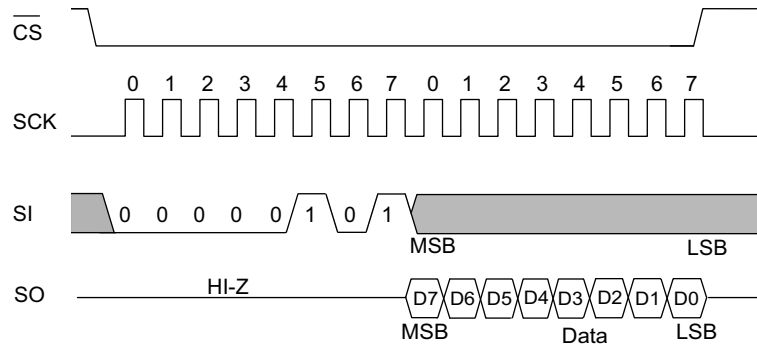 CS
0 1 2 3 4 5 6 7 0 1 2 3 4 5 6 7
SCK
SI 0 0 0 0 0 1 0 1
MSB LSB
HI-Z
SO D7 D6 D5 D4 D3 D2 D1 D0
MSB Data LSB